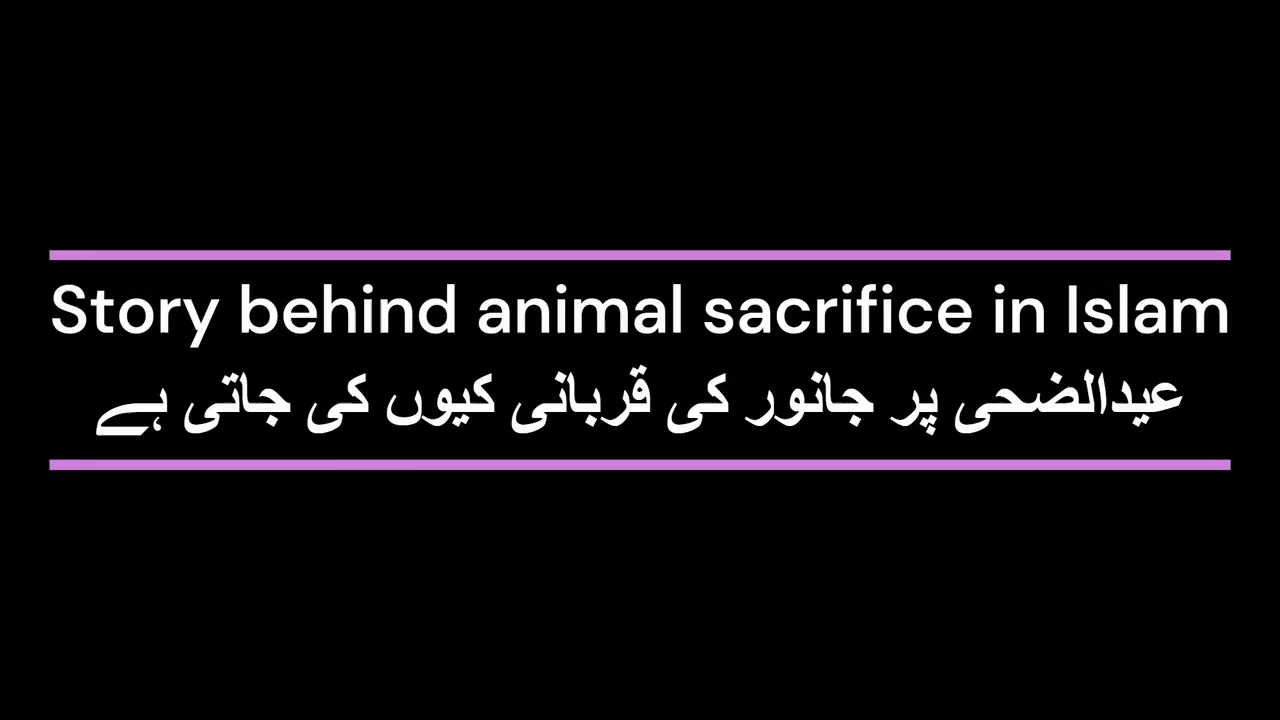 Story behind animal sacrifice in Islam
عیدالضحی پر جانور کی قربانی کیوں کی جاتی ہے